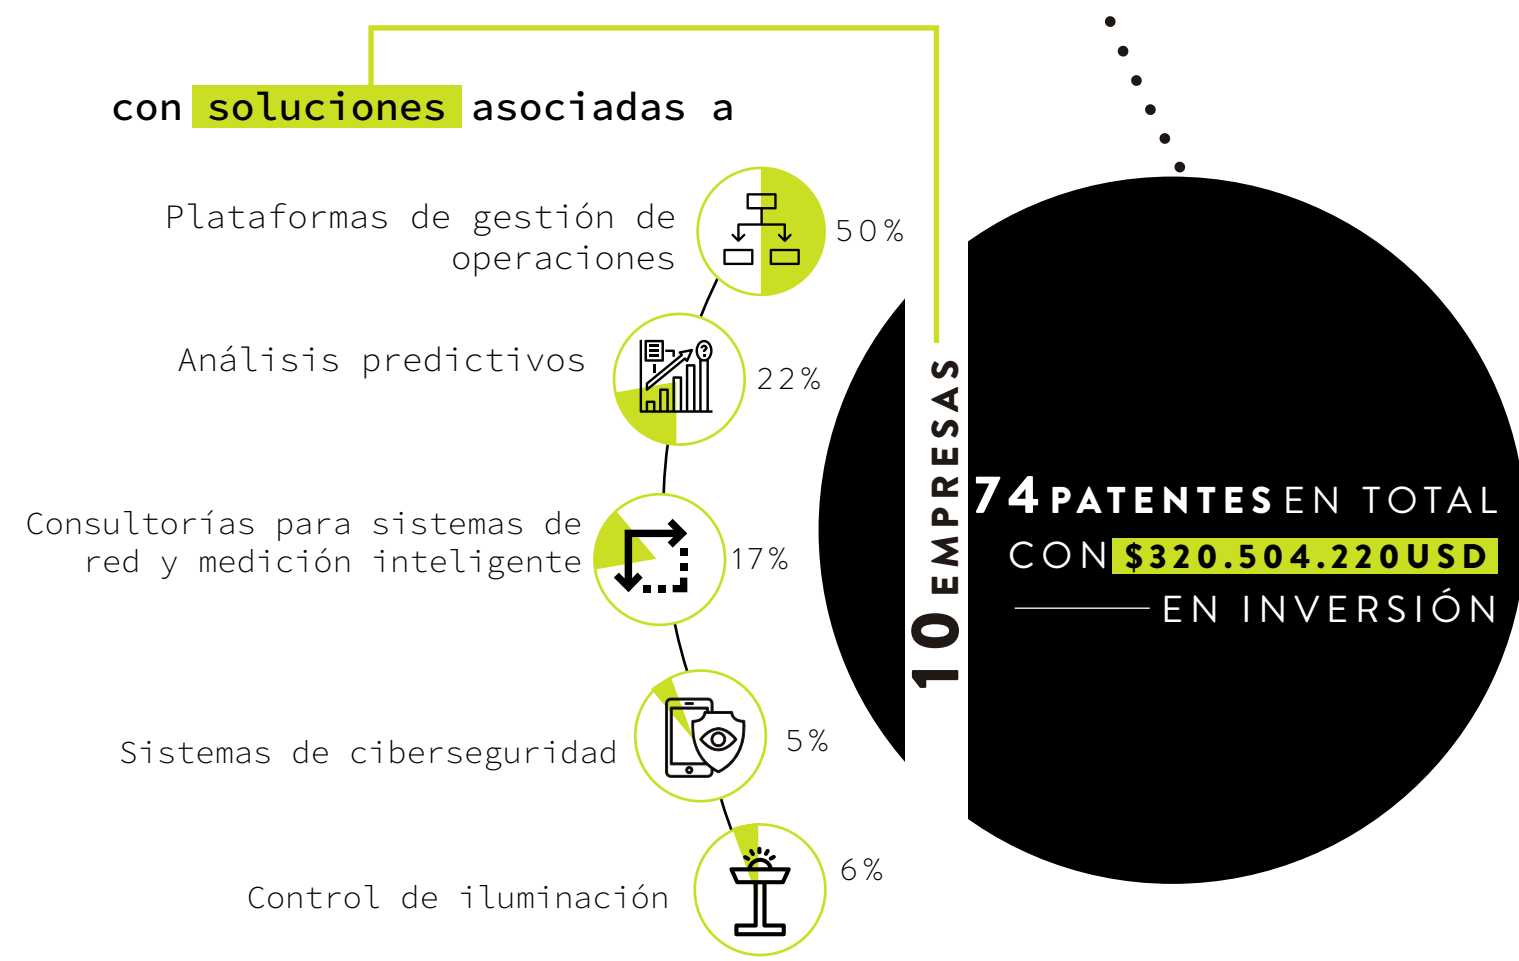 con soluciones asociadas a
Plataformas de gestión de
operaciones
50%
Análisis predictivos
22%
Consultorías para sistemas de
red y medición inteligente
17%
Sistemas de ciberseguridad
5%
Control de iluminación
6%
10 EMPRESAS
74 PATENTES EN TOTAL
CON $320.504.220USD
EN INVERSIÓN
?